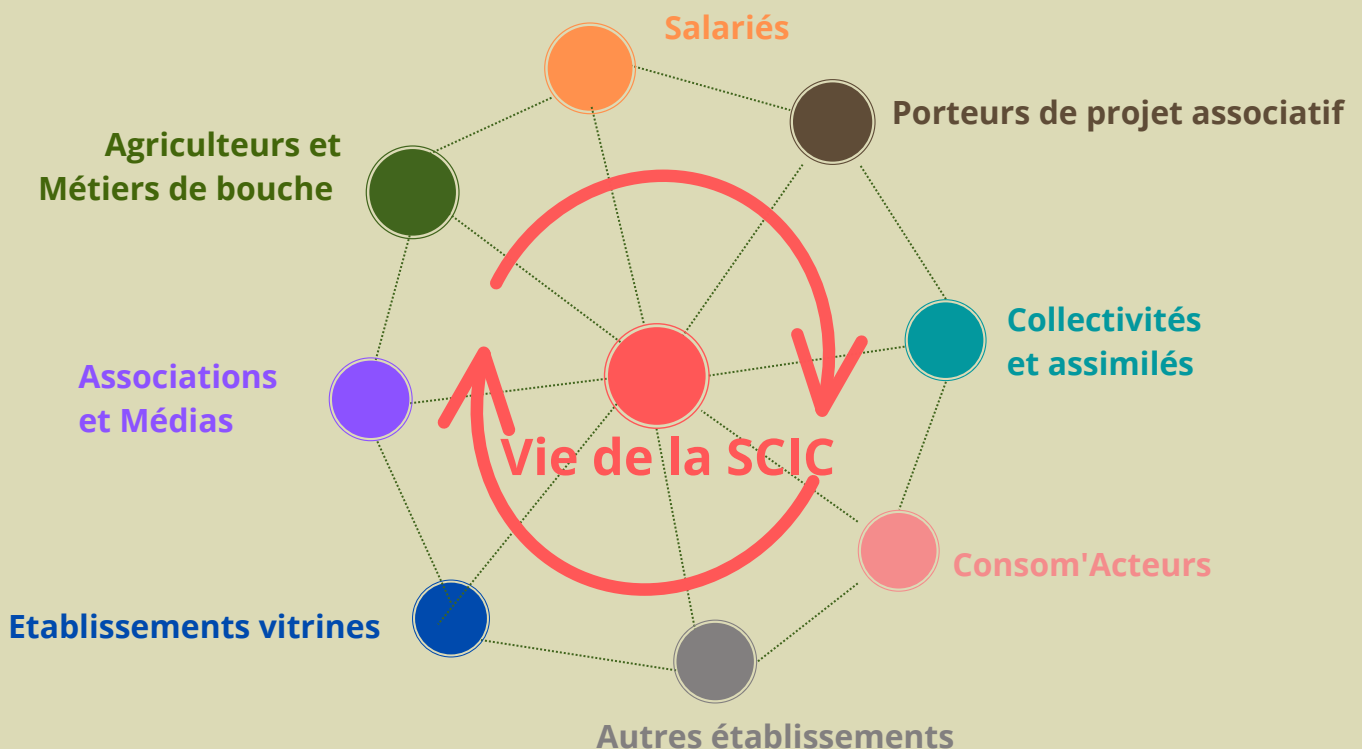 Salariés
Porteurs de projet associatif
Agriculteurs et
Métiers de bouche
Collectivités
et assimilés
Associations
et Médias
Vie de la SCIC
Consom'Acteurs
Etablissements vitrines
Autres établissements